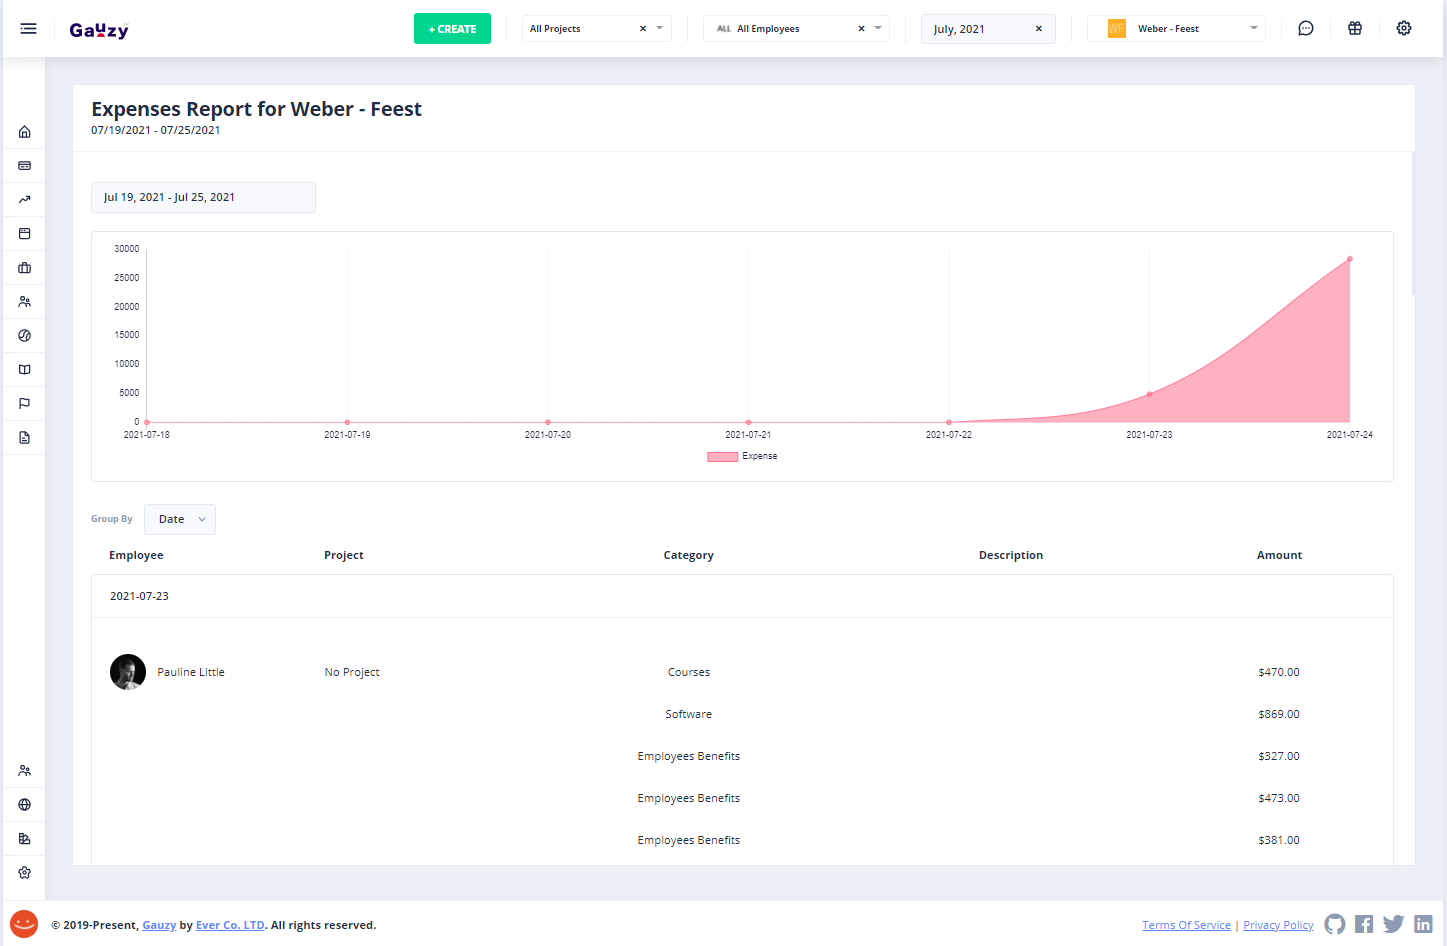 Gauzy
+ CREATE
All Projects
ALL All Employees
July, 2021
WF Weber - Feest
Expenses Report for Weber - Feest
07/19/2021 - 07/25/2021
Jul 19, 2021 - Jul 25, 2021
30000
25000
20000
15000
10000
5000
0
2021-07-18 2021-07-19 2021-07-20 2021-07-21 2021-07-22 2021-07-23 2021-07-24
Expense
Group By Date
Employee Project Category Description Amount
2021-07-23
Pauline Little No Project Courses $470.00
Software $869.00
Employees Benefits $327.00
Employees Benefits $473.00
Employees Benefits $381.00
© 2019-Present, Gauzy by Ever Co. LTD. All rights reserved.
Terms Of Service | Privacy Policy